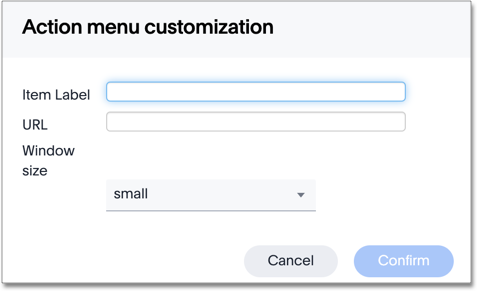 Action menu customization
Item Label
URL
Window
size
small
Cancel
Confirm